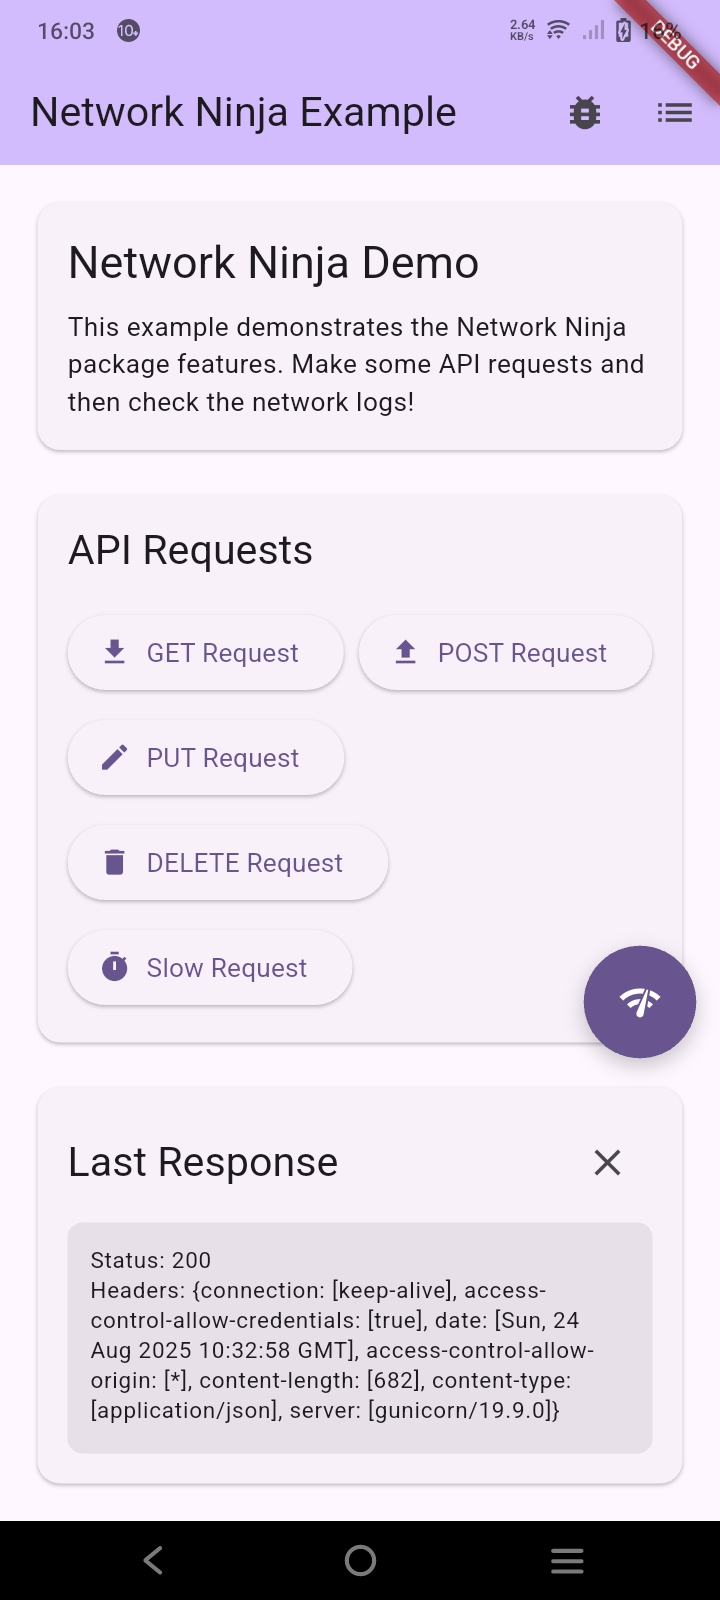 16:03
10+
2.64
KB/s
DEBUG
Network Ninja Example
Network Ninja Demo
This example demonstrates the Network Ninja
package features. Make some API requests and
then check the network logs!
API Requests
GET Request
POST Request
PUT Request
DELETE Request
Slow Request
Last Response
Status: 200
Headers: {connection: [keep-alive], access-
control-allow-credentials: [true], date: [Sun, 24
Aug 2025 10:32:58 GMT], access-control-allow-
origin: [*], content-length: [682], content-type:
[application/json], server: [gunicorn/19.9.0]}